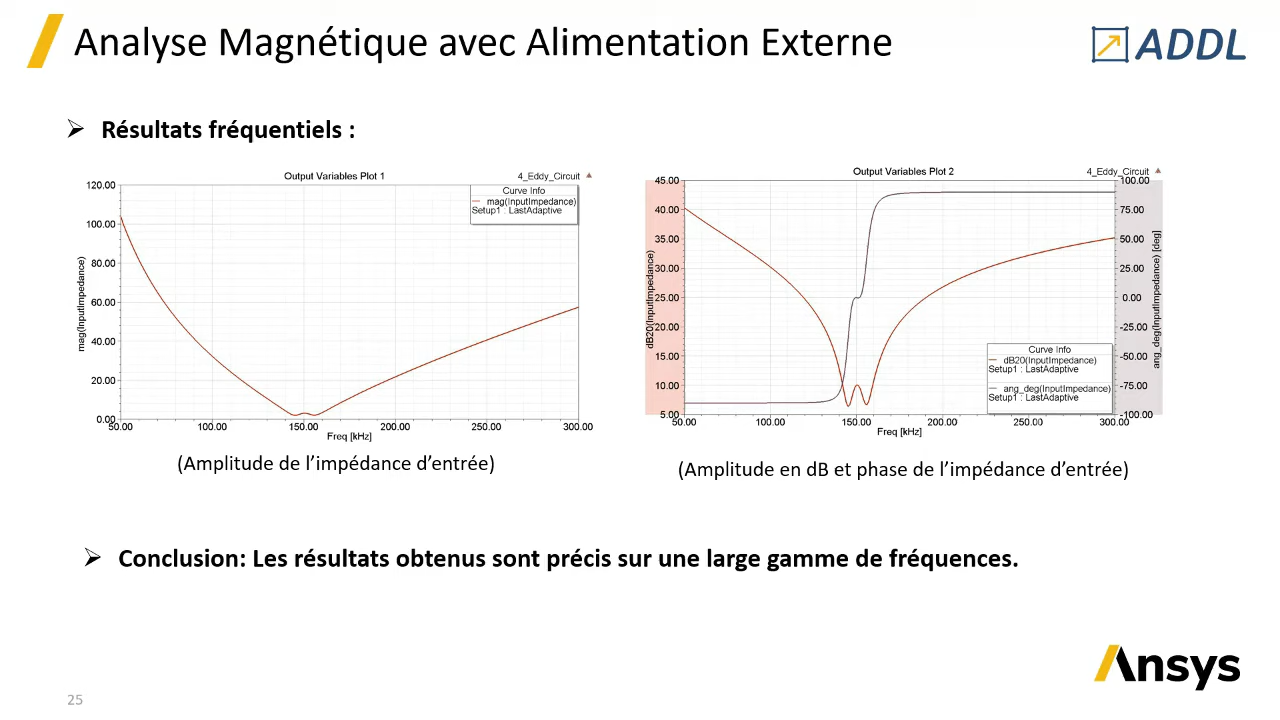 Analyse Magnétique avec Alimentation Externe
ADDL
➢ Résultats fréquentiels :
Output Variables Plot 1
4_Eddy_Circuit
Curve Info
mag(InputImpedance)
Setup1 : LastAdaptive
mag(InputImpedance)
120.00
100.00
80.00
60.00
40.00
20.00
0.00
50.00 100.00 150.00 200.00 250.00 300.00
Freq [kHz]
(Amplitude de l’impédance d’entrée)
Output Variables Plot 2
4_Eddy_Circuit
dB20(InputImpedance)
45.00
40.00
35.00
30.00
25.00
20.00
15.00
10.00
5.00
100.00
75.00
50.00
25.00
0.00
-25.00
-50.00
-75.00
-100.00
ang_deg(InputImpedance) [deg]
Curve Info
dB20(InputImpedance)
Setup1 : LastAdaptive
ang_deg(InputImpedance)
Setup1 : LastAdaptive
50.00 100.00 150.00 200.00 250.00 300.00
Freq [kHz]
(Amplitude en dB et phase de l’impédance d’entrée)
➢ Conclusion: Les résultats obtenus sont précis sur une large gamme de fréquences.
Ansys
25